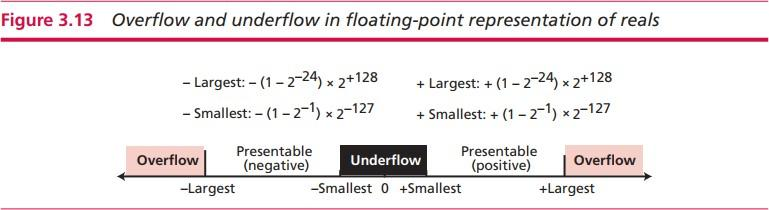 Figure 3.13 Overflow and underflow in floating-point representation of reals
– Largest: – (1 – 2⁻²⁴) × 2⁺¹²⁸ + Largest: + (1 – 2⁻²⁴) × 2⁺¹²⁸
– Smallest: – (1 – 2⁻¹) × 2⁻¹²⁷ + Smallest: + (1 – 2⁻¹) × 2⁻¹²⁷
Overflow Presentable (negative) Underflow Presentable (positive) Overflow
–Largest –Smallest 0 +Smallest +Largest